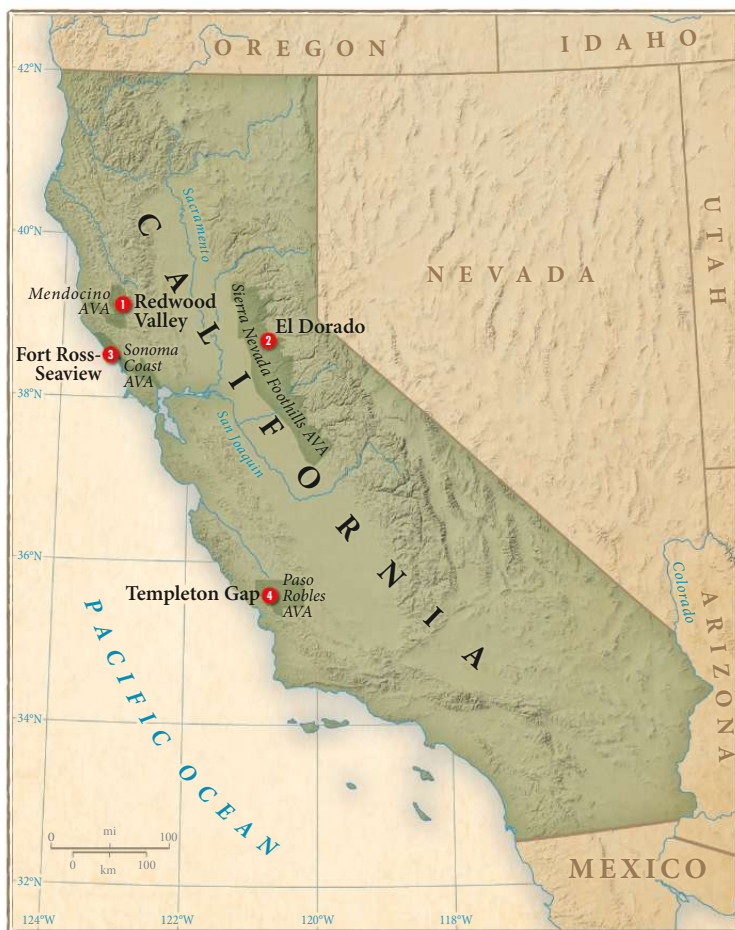 OREGON
IDAHO
42°N
Sacramento
UTAH
40°N
CALIFORNIA
NEVADA
Mendocino
AVA
1
Redwood
Valley
Sierra Nevada Foothills AVA
2
El Dorado
Fort Ross-
Seaview
3
Sonoma
Coast
AVA
38°N
San Joaquin
36°N
Templeton Gap
4
Paso
Robles
AVA
Colorado
ARIZONA
PACIFIC OCEAN
34°N
0 mi 100
0 km 100
MEXICO
32°N
124°W
122°W
120°W
118°W